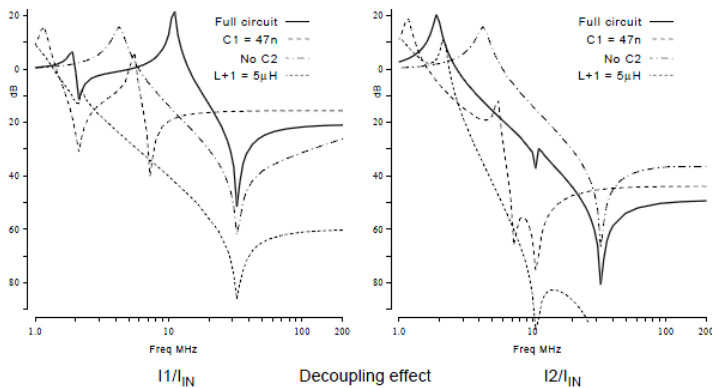 20
0
dB
20
40
60
80
Full circuit
C1 = 47n
No C2
L+1 = 5µH
1.0
10
100
200
Freq MHz
I1/I_IN
20
0
dB
20
40
60
80
Full circuit
C1 = 47n
No C2
L+1 = 5µH
1.0
10
100
200
Freq MHz
I2/I_IN
Decoupling effect